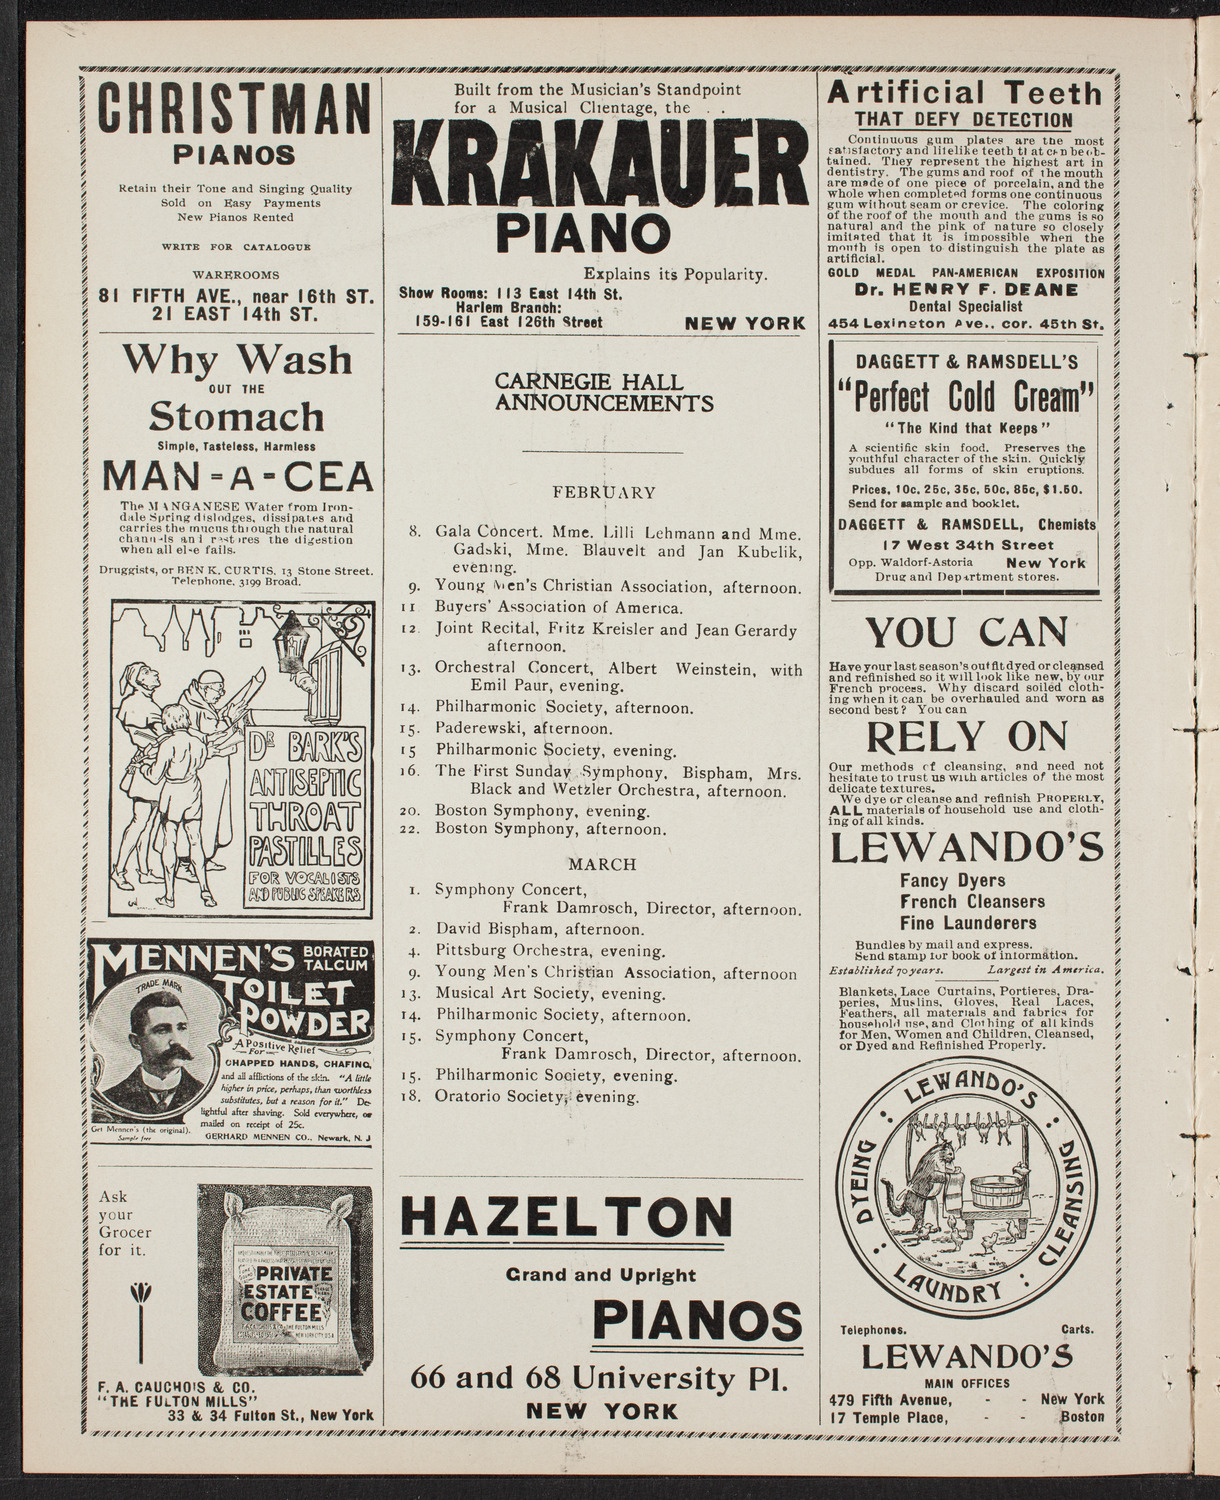 CHRISTMAN
PIANOS
Retain their Tone and Singing Quality
Sold on Easy Payments
New Pianos Rented
WRITE FOR CATALOGUE
WAREROOMS
81 FIFTH AVE., near 16th ST.
21 EAST 14th ST.
Why Wash
OUT THE
Stomach
Simple, Tasteless, Harmless
MAN-A-CEA
The MANGANESE Water from Iron-
dale Spring dislodges, dissipates and
carries the mucus through the natural
channels and restores the digestion
when all else fails.
Druggists, or BEN K. CURTIS, 13 Stone Street.
Telephone, 3199 Broad.
DR BARK'S
ANTISEPTIC
THROAT
PASTILLES
FOR VOCALISTS
AND PUBLIC SPEAKERS
MENNEN'S BORATED
TALCUM
TOILET
POWDER
TRADE MARK
A Positive Relief
For
CHAPPED HANDS, CHAFING,
and all afflictions of the skin. "A little
higher in price, perhaps, than worthless
substitutes, but a reason for it." De-
lightful after shaving. Sold everywhere, or
mailed on receipt of 25c.
Get Mennen's (the original).
Sample free
GERHARD MENNEN CO., Newark, N. J
Ask
your
Grocer
for it.
PRIVATE
ESTATE
COFFEE
F. A. CAUCHOIS & CO.
"THE FULTON MILLS"
33 & 34 Fulton St., New York
Built from the Musician's Standpoint
for a Musical Clientage, the . .
KRAKAUER
PIANO
Explains its Popularity.
Show Rooms: 113 East 14th St.
Harlem Branch:
159-161 East 126th Street NEW YORK
CARNEGIE HALL
ANNOUNCEMENTS
FEBRUARY
8. Gala Concert. Mme. Lilli Lehmann and Mme.
Gadski, Mme. Blauvelt and Jan Kubelik,
evening.
9. Young Men's Christian Association, afternoon.
11 Buyers' Association of America.
12. Joint Recital, Fritz Kreisler and Jean Gerardy
afternoon.
13. Orchestral Concert, Albert Weinstein, with
Emil Paur, evening.
14. Philharmonic Society, afternoon.
15. Paderewski, afternoon.
15 Philharmonic Society, evening.
16. The First Sunday Symphony, Bispham, Mrs.
Black and Wetzler Orchestra, afternoon.
20. Boston Symphony, evening.
22. Boston Symphony, afternoon.
MARCH
1. Symphony Concert,
Frank Damrosch, Director, afternoon.
2. David Bispham, afternoon.
4. Pittsburg Orchestra, evening.
9. Young Men's Christian Association, afternoon
13. Musical Art Society, evening.
14. Philharmonic Society, afternoon.
15. Symphony Concert,
Frank Damrosch, Director, afternoon.
15. Philharmonic Society, evening.
18. Oratorio Society, evening.
HAZELTON
Grand and Upright
PIANOS
66 and 68 University Pl.
NEW YORK
Artificial Teeth
THAT DEFY DETECTION
Continuous gum plates are the most
satisfactory and lifelike teeth that can be ob-
tained. They represent the highest art in
dentistry. The gums and roof of the mouth
are made of one piece of porcelain, and the
whole when completed forms one continuous
gum without seam or crevice. The coloring
of the roof of the mouth and the gums is so
natural and the pink of nature so closely
imitated that it is impossible when the
mouth is open to distinguish the plate as
artificial.
GOLD MEDAL PAN-AMERICAN EXPOSITION
Dr. HENRY F. DEANE
Dental Specialist
454 Lexington Ave., cor. 45th St.
DAGGETT & RAMSDELL'S
"Perfect Cold Cream"
"The Kind that Keeps"
A scientific skin food. Preserves the
youthful character of the skin. Quickly
subdues all forms of skin eruptions.
Prices, 10c, 25c, 35c, 50c, 85c, $1.50.
Send for sample and booklet.
DAGGETT & RAMSDELL, Chemists
17 West 34th Street
Opp. Waldorf-Astoria New York
Drug and Department stores.
YOU CAN
Have your last season's outfit dyed or cleansed
and refinished so it will look like new, by our
French process. Why discard soiled cloth-
ing when it can be overhauled and worn as
second best? You can
RELY ON
Our methods of cleansing, and need not
hesitate to trust us with articles of the most
delicate textures.
We dye or cleanse and refinish PROPERLY,
ALL materials of household use and cloth-
ing of all kinds.
LEWANDO'S
Fancy Dyers
French Cleansers
Fine Launderers
Bundles by mail and express.
Send stamp for book of information.
Established 70 years. Largest in America.
Blankets, Lace Curtains, Portieres, Dra-
peries, Muslins, Gloves, Real Laces,
Feathers, all materials and fabrics for
household use, and Clothing of all kinds
for Men, Women and Children, Cleansed,
or Dyed and Refinished Properly.
LEWANDO'S
DYEING
CLEANSING
LAUNDRY
Telephones. Carts.
LEWANDO'S
MAIN OFFICES
479 Fifth Avenue, - - New York
17 Temple Place, - - Boston